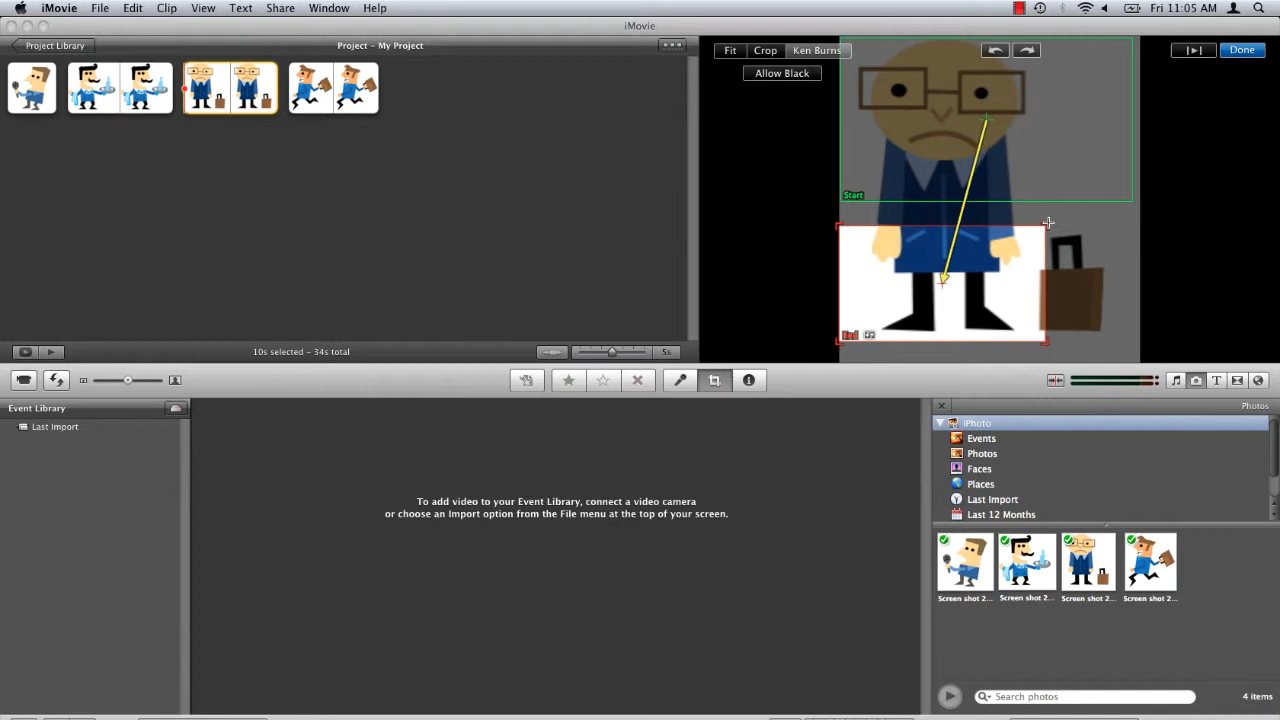 iMovie File Edit Clip View Text Share Window Help Fri 11:05 AM
iMovie
Project Library Project - My Project
Fit Crop Ken Burns Done
Allow Black
Start
End
10s selected - 34s total 5s
Event Library
Last Import
To add video to your Event Library, connect a video camera
or choose an Import option from the File menu at the top of your screen.
Photos
iPhoto
Events
Photos
Faces
Places
Last Import
Last 12 Months
Screen shot 2... Screen shot 2... Screen shot 2... Screen shot 2...
Search photos 4 items